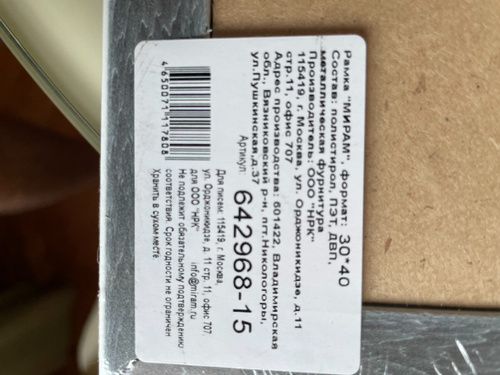 Рамка "МИРАМ", формат: 30*40
Состав: полистирол, ПЭТ, ДВП,
металлическая фурнитура
Производитель: ООО "НРК"
115419, г. Москва, ул. Орджоникидзе, д.11
стр.11, офис 707
Адрес производства: 601422, Владимирская
обл., Вязниковский р-н, пгт.Никологоры,
ул.Пушкинская,д.37
Артикул: 642968-15
4 650071 117808
Для писем: 115419, г. Москва,
ул. Орджоникидзе, д. 11 стр. 11, офис 707,
для ООО "НРК" info@miram.ru
Не подлежит обязательному подтверждению
соответствия. Срок годности не ограничен
Хранить в сухом месте